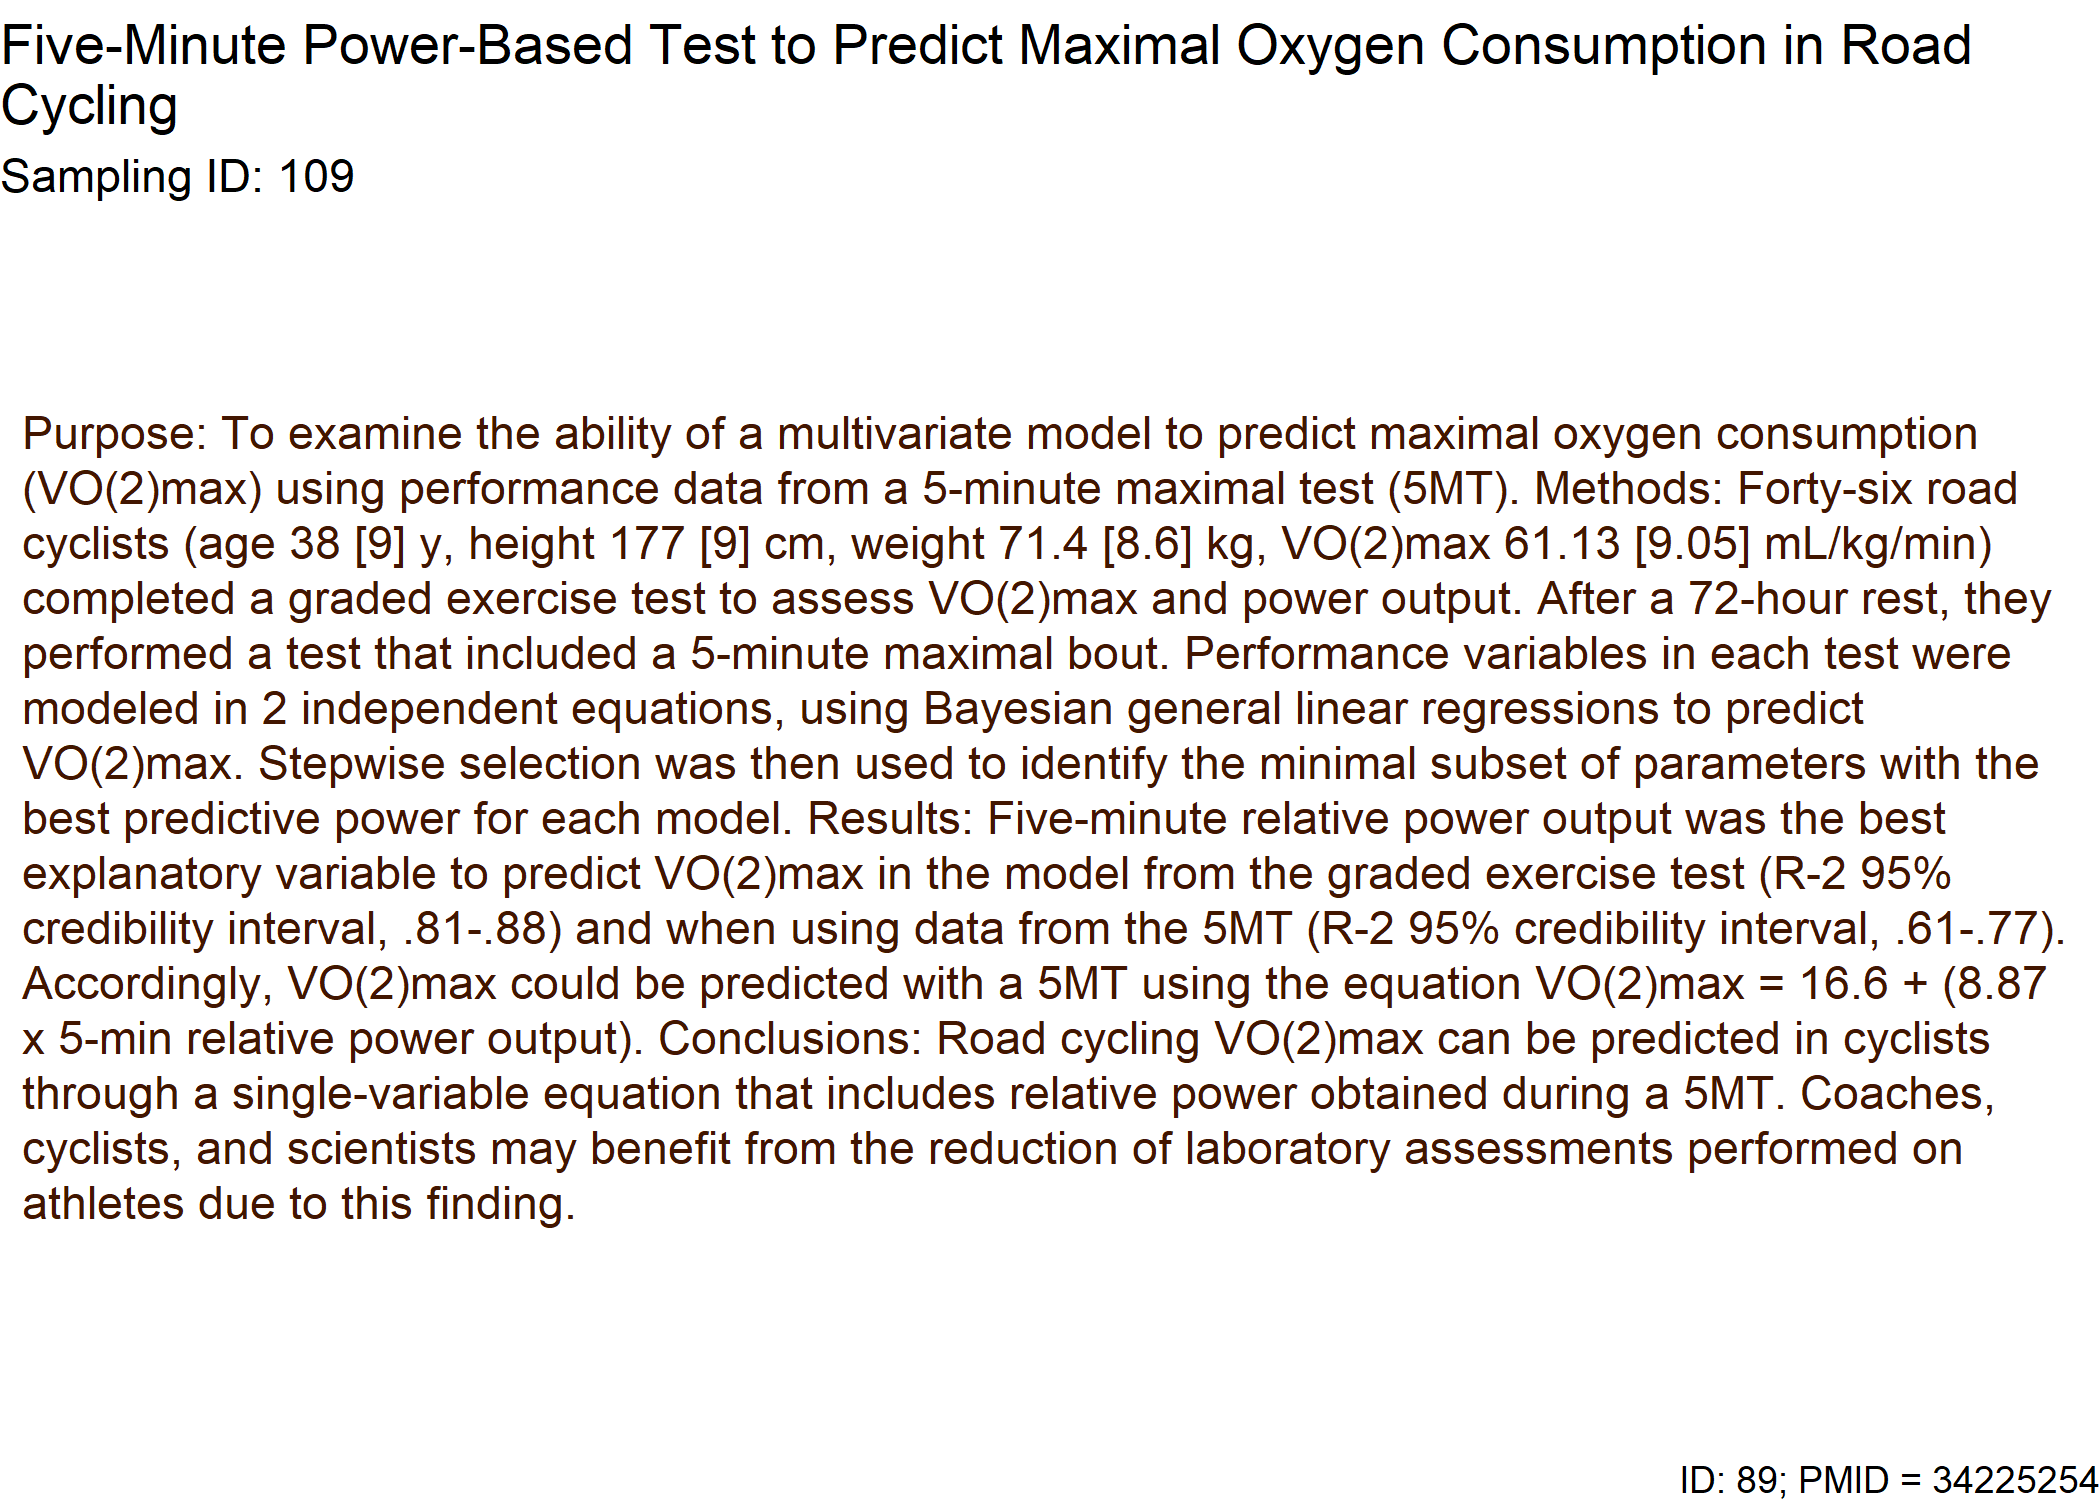 Five-Minute Power-Based Test to Predict Maximal Oxygen Consumption in Road
Cycling
Sampling ID: 109
Purpose: To examine the ability of a multivariate model to predict maximal oxygen consumption
(VO(2)max) using performance data from a 5-minute maximal test (5MT). Methods: Forty-six road
cyclists (age 38 [9] y, height 177 [9] cm, weight 71.4 [8.6] kg, VO(2)max 61.13 [9.05] mL/kg/min)
completed a graded exercise test to assess VO(2)max and power output. After a 72-hour rest, they
performed a test that included a 5-minute maximal bout. Performance variables in each test were
modeled in 2 independent equations, using Bayesian general linear regressions to predict
VO(2)max. Stepwise selection was then used to identify the minimal subset of parameters with the
best predictive power for each model. Results: Five-minute relative power output was the best
explanatory variable to predict VO(2)max in the model from the graded exercise test (R-2 95%
credibility interval, .81-.88) and when using data from the 5MT (R-2 95% credibility interval, .61-.77).
Accordingly, VO(2)max could be predicted with a 5MT using the equation VO(2)max = 16.6 + (8.87
x 5-min relative power output). Conclusions: Road cycling VO(2)max can be predicted in cyclists
through a single-variable equation that includes relative power obtained during a 5MT. Coaches,
cyclists, and scientists may benefit from the reduction of laboratory assessments performed on
athletes due to this finding.
ID: 89; PMID = 34225254